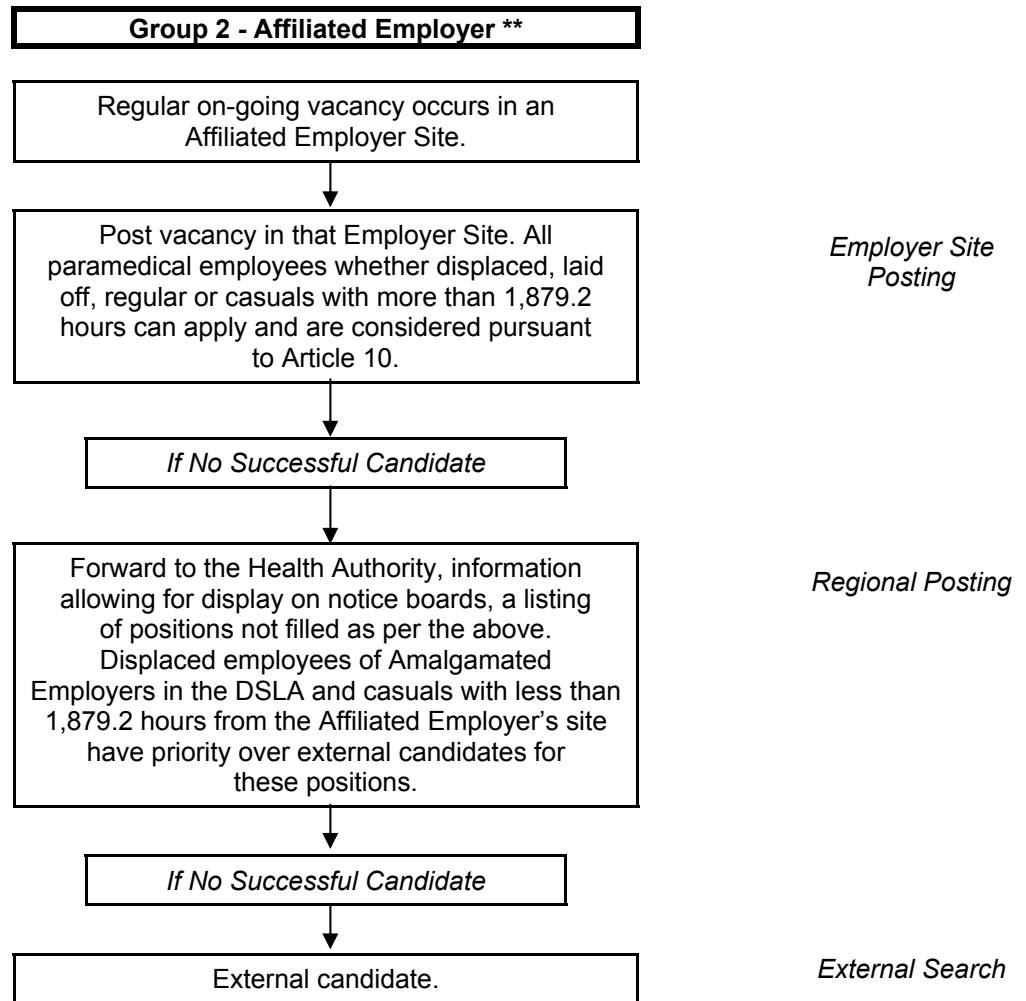 Group 2 - Affiliated Employer **
Regular on-going vacancy occurs in an
Affiliated Employer Site.
Post vacancy in that Employer Site. All
paramedical employees whether displaced, laid
off, regular or casuals with more than 1,879.2
hours can apply and are considered pursuant
to Article 10.
Employer Site
Posting
If No Successful Candidate
Forward to the Health Authority, information
allowing for display on notice boards, a listing
of positions not filled as per the above.
Displaced employees of Amalgamated
Employers in the DSLA and casuals with less than
1,879.2 hours from the Affiliated Employer’s site
have priority over external candidates for
these positions.
Regional Posting
If No Successful Candidate
External candidate.
External Search